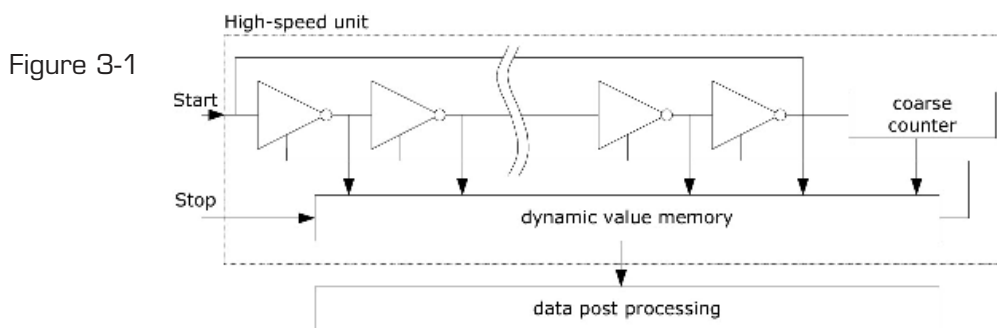 High-speed unit
Figure 3-1
Start
coarse
counter
Stop
dynamic value memory
data post processing